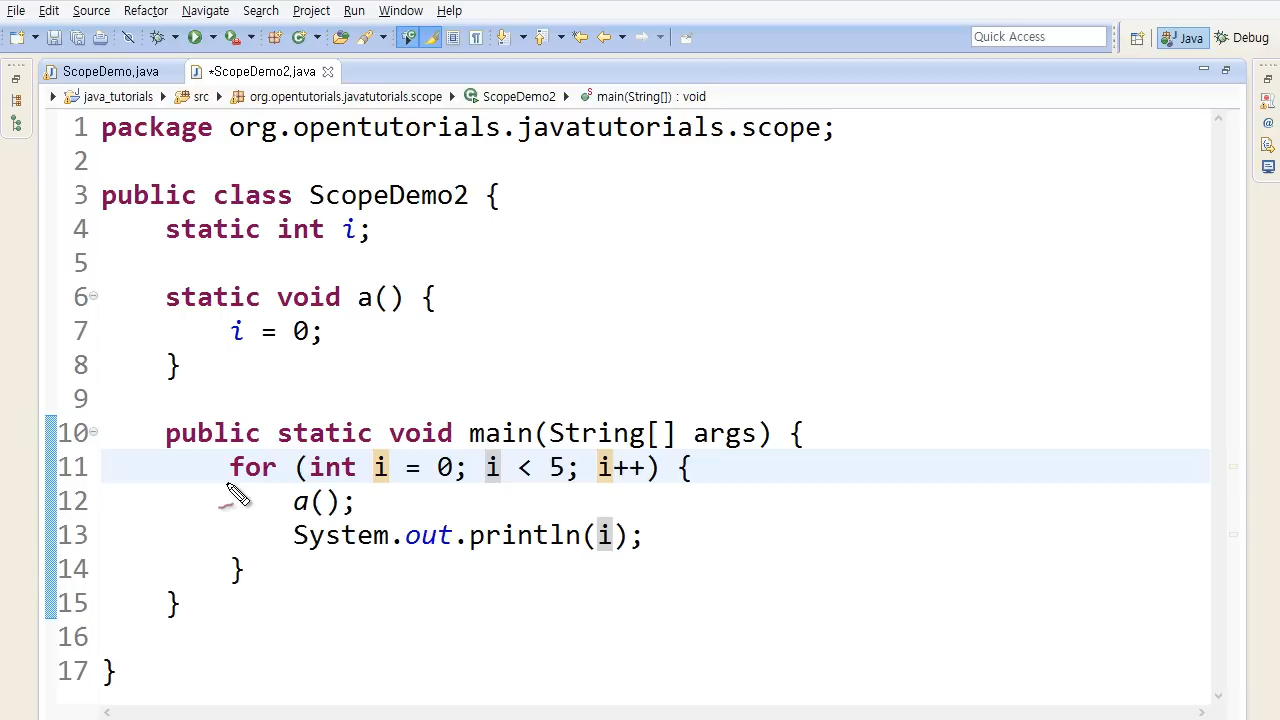 File Edit Source Refactor Navigate Search Project Run Window Help
Quick Access Java Debug
ScopeDemo.java *ScopeDemo2.java
java_tutorials src org.opentutorials.javatutorials.scope ScopeDemo2 main(String[]) : void
1 package org.opentutorials.javatutorials.scope;
2
3 public class ScopeDemo2 {
4 static int i;
5
6 static void a() {
7 i = 0;
8 }
9
10 public static void main(String[] args) {
11 for (int i = 0; i < 5; i++) {
12 a();
13 System.out.println(i);
14 }
15 }
16
17 }